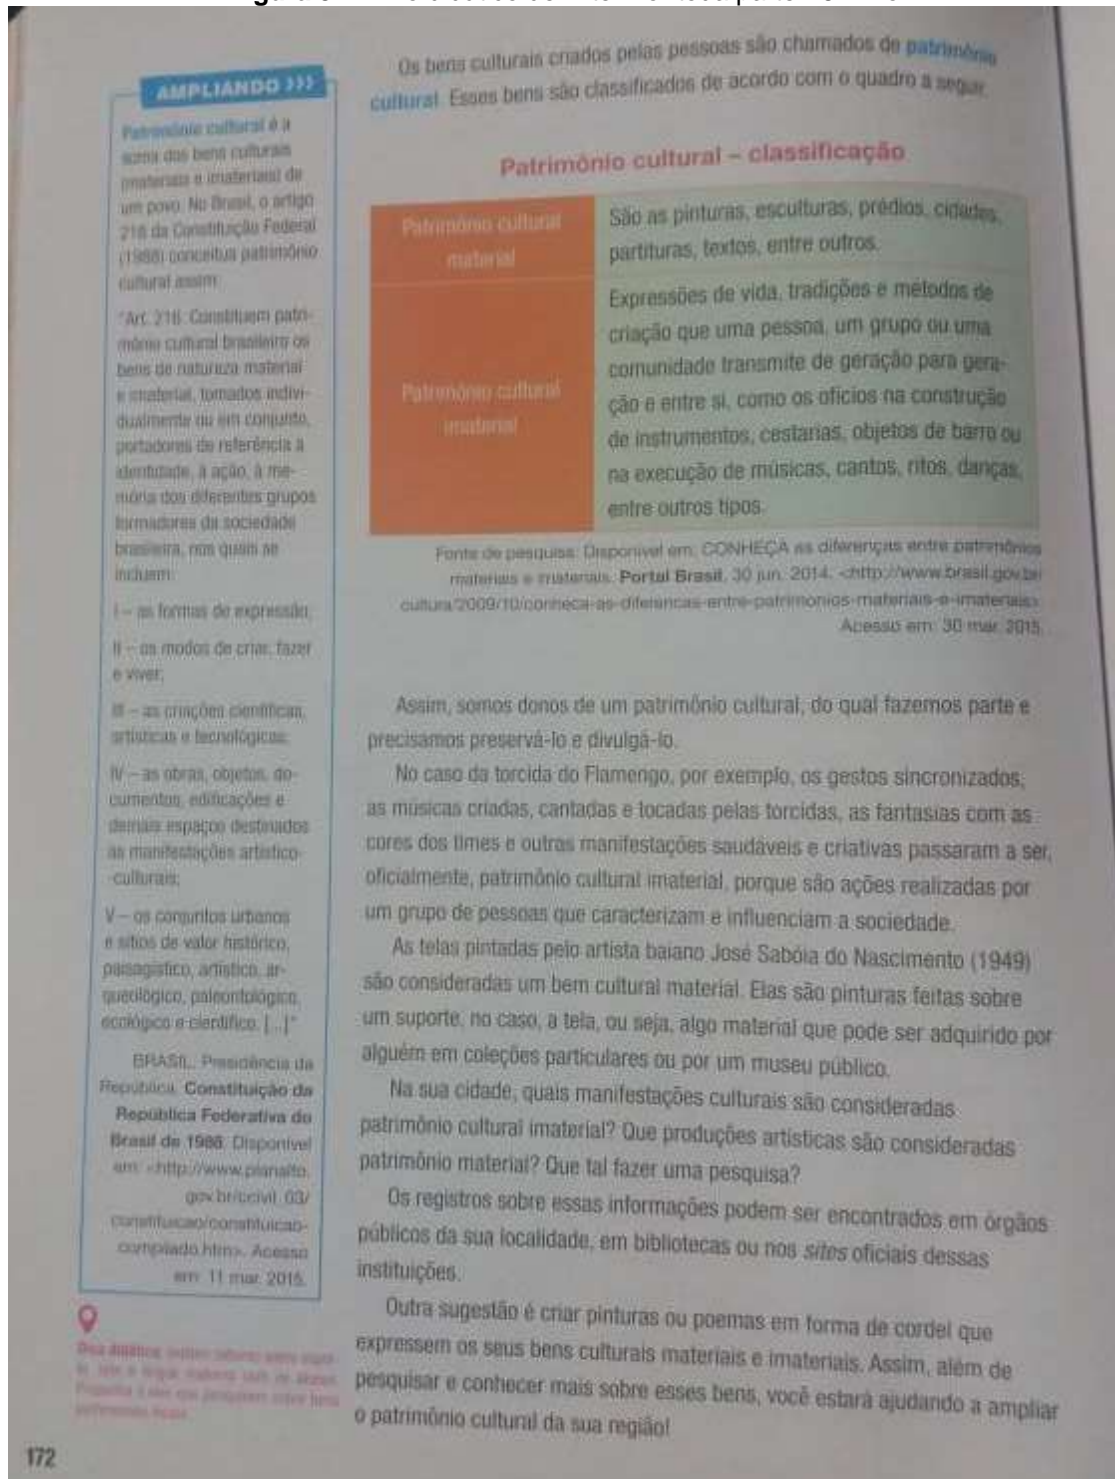 Os bens culturais criados pelas pessoas são chamados de patrimônio
cultural. Esses bens são classificados de acordo com o quadro a seguir.
Patrimônio cultural – classificação
Patrimônio cultural
material
São as pinturas, esculturas, prédios, cidades,
partituras, textos, entre outros.
Patrimônio cultural
imaterial
Expressões de vida, tradições e métodos de
criação que uma pessoa, um grupo ou uma
comunidade transmite de geração para gera-
ção e entre si, como os ofícios na construção
de instrumentos, cestarias, objetos de barro ou
na execução de músicas, cantos, ritos, danças,
entre outros tipos.
Fonte de pesquisa: Disponível em: CONHEÇA as diferenças entre patrimônios
materiais e imateriais. Portal Brasil, 30 jun. 2014. <http://www.brasil.gov.br/
cultura/2009/10/conheca-as-diferencas-entre-patrimonios-materiais-e-imateriais>.
Acesso em: 30 mar. 2015.
Assim, somos donos de um patrimônio cultural, do qual fazemos parte e
precisamos preservá-lo e divulgá-lo.
No caso da torcida do Flamengo, por exemplo, os gestos sincronizados,
as músicas criadas, cantadas e tocadas pelas torcidas, as fantasias com as
cores dos times e outras manifestações saudáveis e criativas passaram a ser,
oficialmente, patrimônio cultural imaterial, porque são ações realizadas por
um grupo de pessoas que caracterizam e influenciam a sociedade.
As telas pintadas pelo artista baiano José Sabóia do Nascimento (1949)
são consideradas um bem cultural material. Elas são pinturas feitas sobre
um suporte, no caso, a tela, ou seja, algo material que pode ser adquirido por
alguém em coleções particulares ou por um museu público.
Na sua cidade, quais manifestações culturais são consideradas
patrimônio cultural imaterial? Que produções artísticas são consideradas
patrimônio material? Que tal fazer uma pesquisa?
Os registros sobre essas informações podem ser encontrados em órgãos
públicos da sua localidade, em bibliotecas ou nos sites oficiais dessas
instituições.
Outra sugestão é criar pinturas ou poemas em forma de cordel que
expressem os seus bens culturais materiais e imateriais. Assim, além de
pesquisar e conhecer mais sobre esses bens, você estará ajudando a ampliar
o patrimônio cultural da sua região!
AMPLIANDO >>>
Patrimônio cultural é a
soma dos bens culturais
(materiais e imateriais) de
um povo. No Brasil, o artigo
216 da Constituição Federal
(1988) conceitua patrimônio
cultural assim:
"Art. 216. Constituem patri-
mônio cultural brasileiro os
bens de natureza material
e imaterial, tomados indivi-
dualmente ou em conjunto,
portadores de referência à
identidade, à ação, à me-
mória dos diferentes grupos
formadores da sociedade
brasileira, nos quais se
incluem:
I – as formas de expressão;
II – os modos de criar, fazer
e viver;
III – as criações científicas,
artísticas e tecnológicas;
IV – as obras, objetos, do-
cumentos, edificações e
demais espaços destinados
às manifestações artístico-
-culturais;
V – os conjuntos urbanos
e sítios de valor histórico,
paisagístico, artístico, ar-
queológico, paleontológico,
ecológico e científico. [...]"
BRASIL. Presidência da
República. Constituição da
República Federativa do
Brasil de 1988. Disponível
em: <http://www.planalto.
gov.br/ccivil_03/
constituicao/constituicao-
compilado.htm>. Acesso
em: 11 mar. 2015.
172